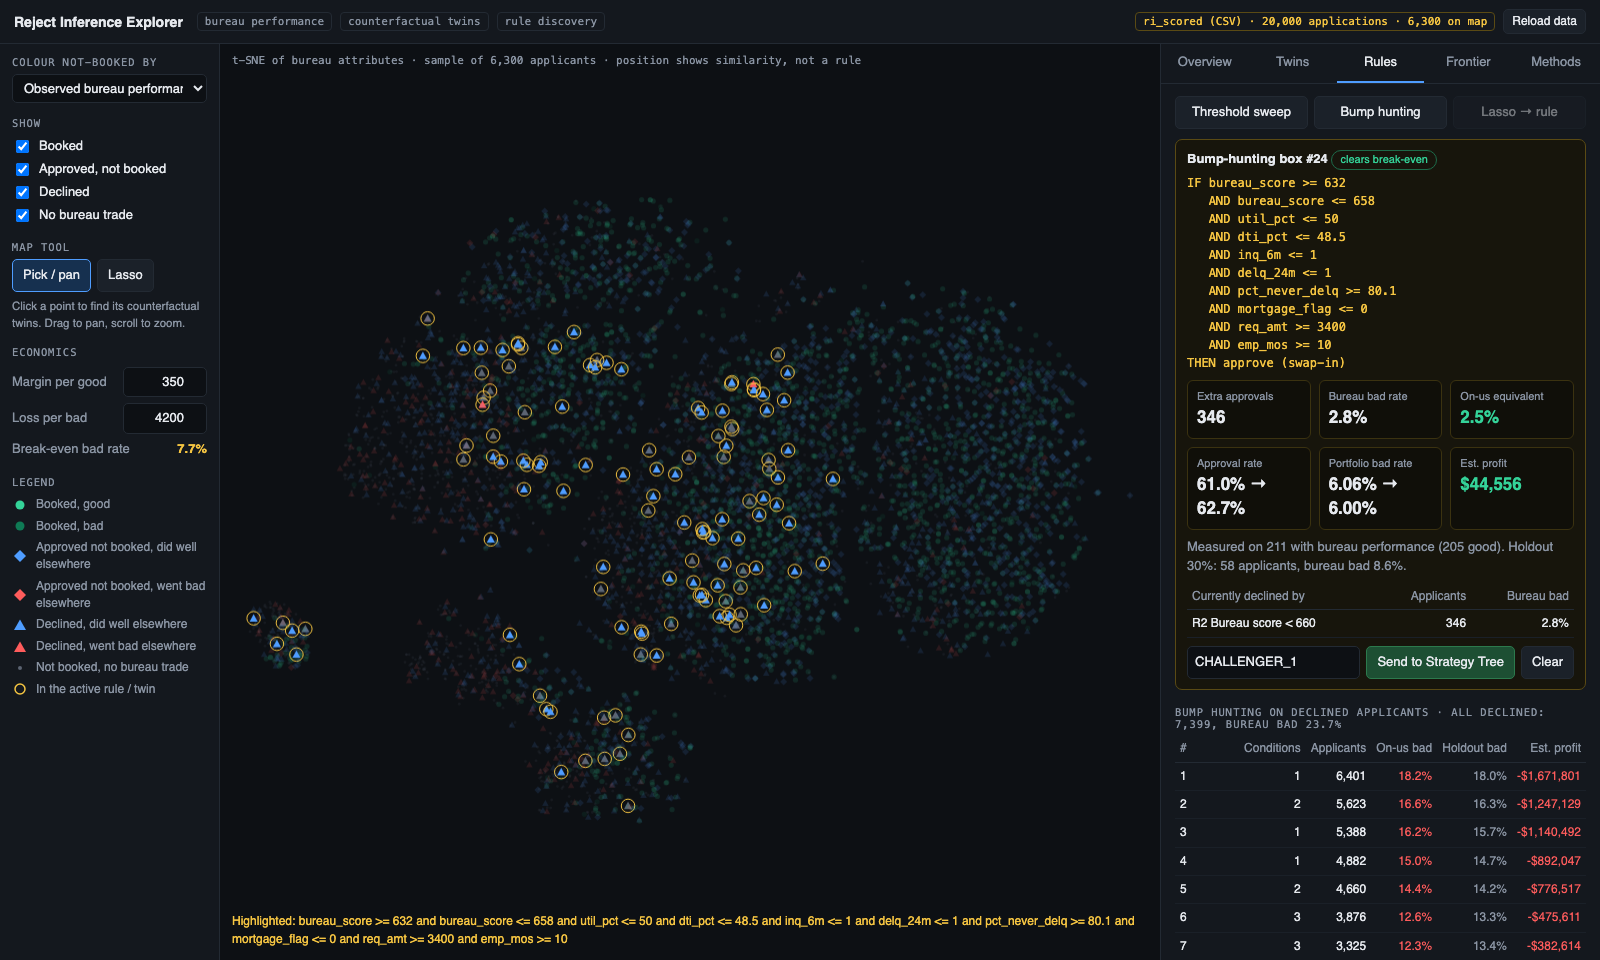 Reject Inference Explorer
bureau performance
counterfactual twins
rule discovery
ri_scored (CSV) · 20,000 applications · 6,300 on map
Reload data
COLOUR NOT-BOOKED BY
Observed bureau performar
SHOW
Booked
Approved, not booked
Declined
No bureau trade
MAP TOOL
Pick / pan
Lasso
Click a point to find its counterfactual
twins. Drag to pan, scroll to zoom.
ECONOMICS
Margin per good 350
Loss per bad 4200
Break-even bad rate 7.7%
LEGEND
Booked, good
Booked, bad
Approved not booked, did well
elsewhere
Approved not booked, went bad
elsewhere
Declined, did well elsewhere
Declined, went bad elsewhere
Not booked, no bureau trade
In the active rule / twin
t-SNE of bureau attributes · sample of 6,300 applicants · position shows similarity, not a rule
Highlighted: bureau_score >= 632 and bureau_score <= 658 and util_pct <= 50 and dti_pct <= 48.5 and inq_6m <= 1 and delq_24m <= 1 and pct_never_delq >= 80.1 and
mortgage_flag <= 0 and req_amt >= 3400 and emp_mos >= 10
Overview
Twins
Rules
Frontier
Methods
Threshold sweep
Bump hunting
Lasso → rule
Bump-hunting box #24 clears break-even
IF bureau_score >= 632
AND bureau_score <= 658
AND util_pct <= 50
AND dti_pct <= 48.5
AND inq_6m <= 1
AND delq_24m <= 1
AND pct_never_delq >= 80.1
AND mortgage_flag <= 0
AND req_amt >= 3400
AND emp_mos >= 10
THEN approve (swap-in)
Extra approvals
346
Bureau bad rate
2.8%
On-us equivalent
2.5%
Approval rate
61.0% →
62.7%
Portfolio bad rate
6.06% →
6.00%
Est. profit
$44,556
Measured on 211 with bureau performance (205 good). Holdout
30%: 58 applicants, bureau bad 8.6%.
Currently declined by Applicants Bureau bad
R2 Bureau score < 660 346 2.8%
CHALLENGER_1
Send to Strategy Tree
Clear
BUMP HUNTING ON DECLINED APPLICANTS · ALL DECLINED:
7,399, BUREAU BAD 23.7%
# Conditions Applicants On-us bad Holdout bad Est. profit
1 1 6,401 18.2% 18.0% -$1,671,801
2 2 5,623 16.6% 16.3% -$1,247,129
3 1 5,388 16.2% 15.7% -$1,140,492
4 1 4,882 15.0% 14.7% -$892,047
5 2 4,660 14.4% 14.2% -$776,517
6 3 3,876 12.6% 13.3% -$475,611
7 3 3,325 12.3% 13.4% -$382,614